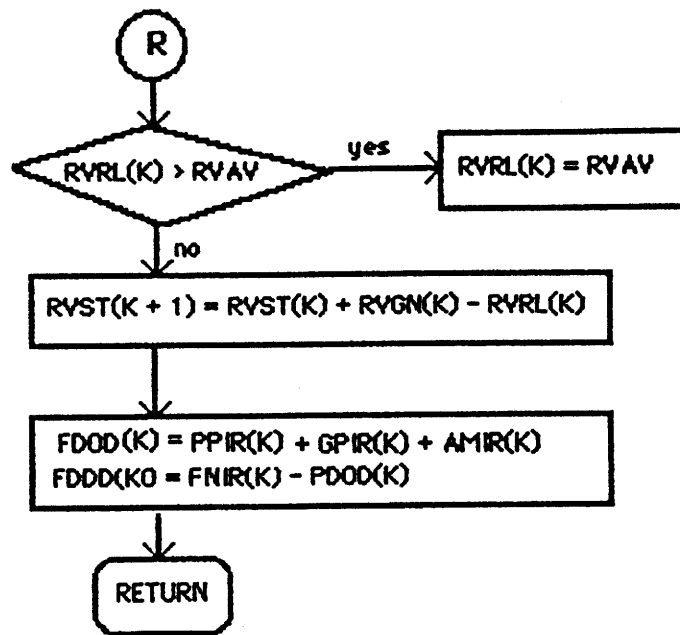 R
RVRL(K) > RVAV
yes
RVRL(K) = RVAV
no
RVST(K + 1) = RVST(K) + RVGN(K) - RVRL(K)
FDOD(K) = PPIR(K) + GPIR(K) + AMIR(K)
FDDD(KO = FNIR(K) - PDOD(K)
RETURN